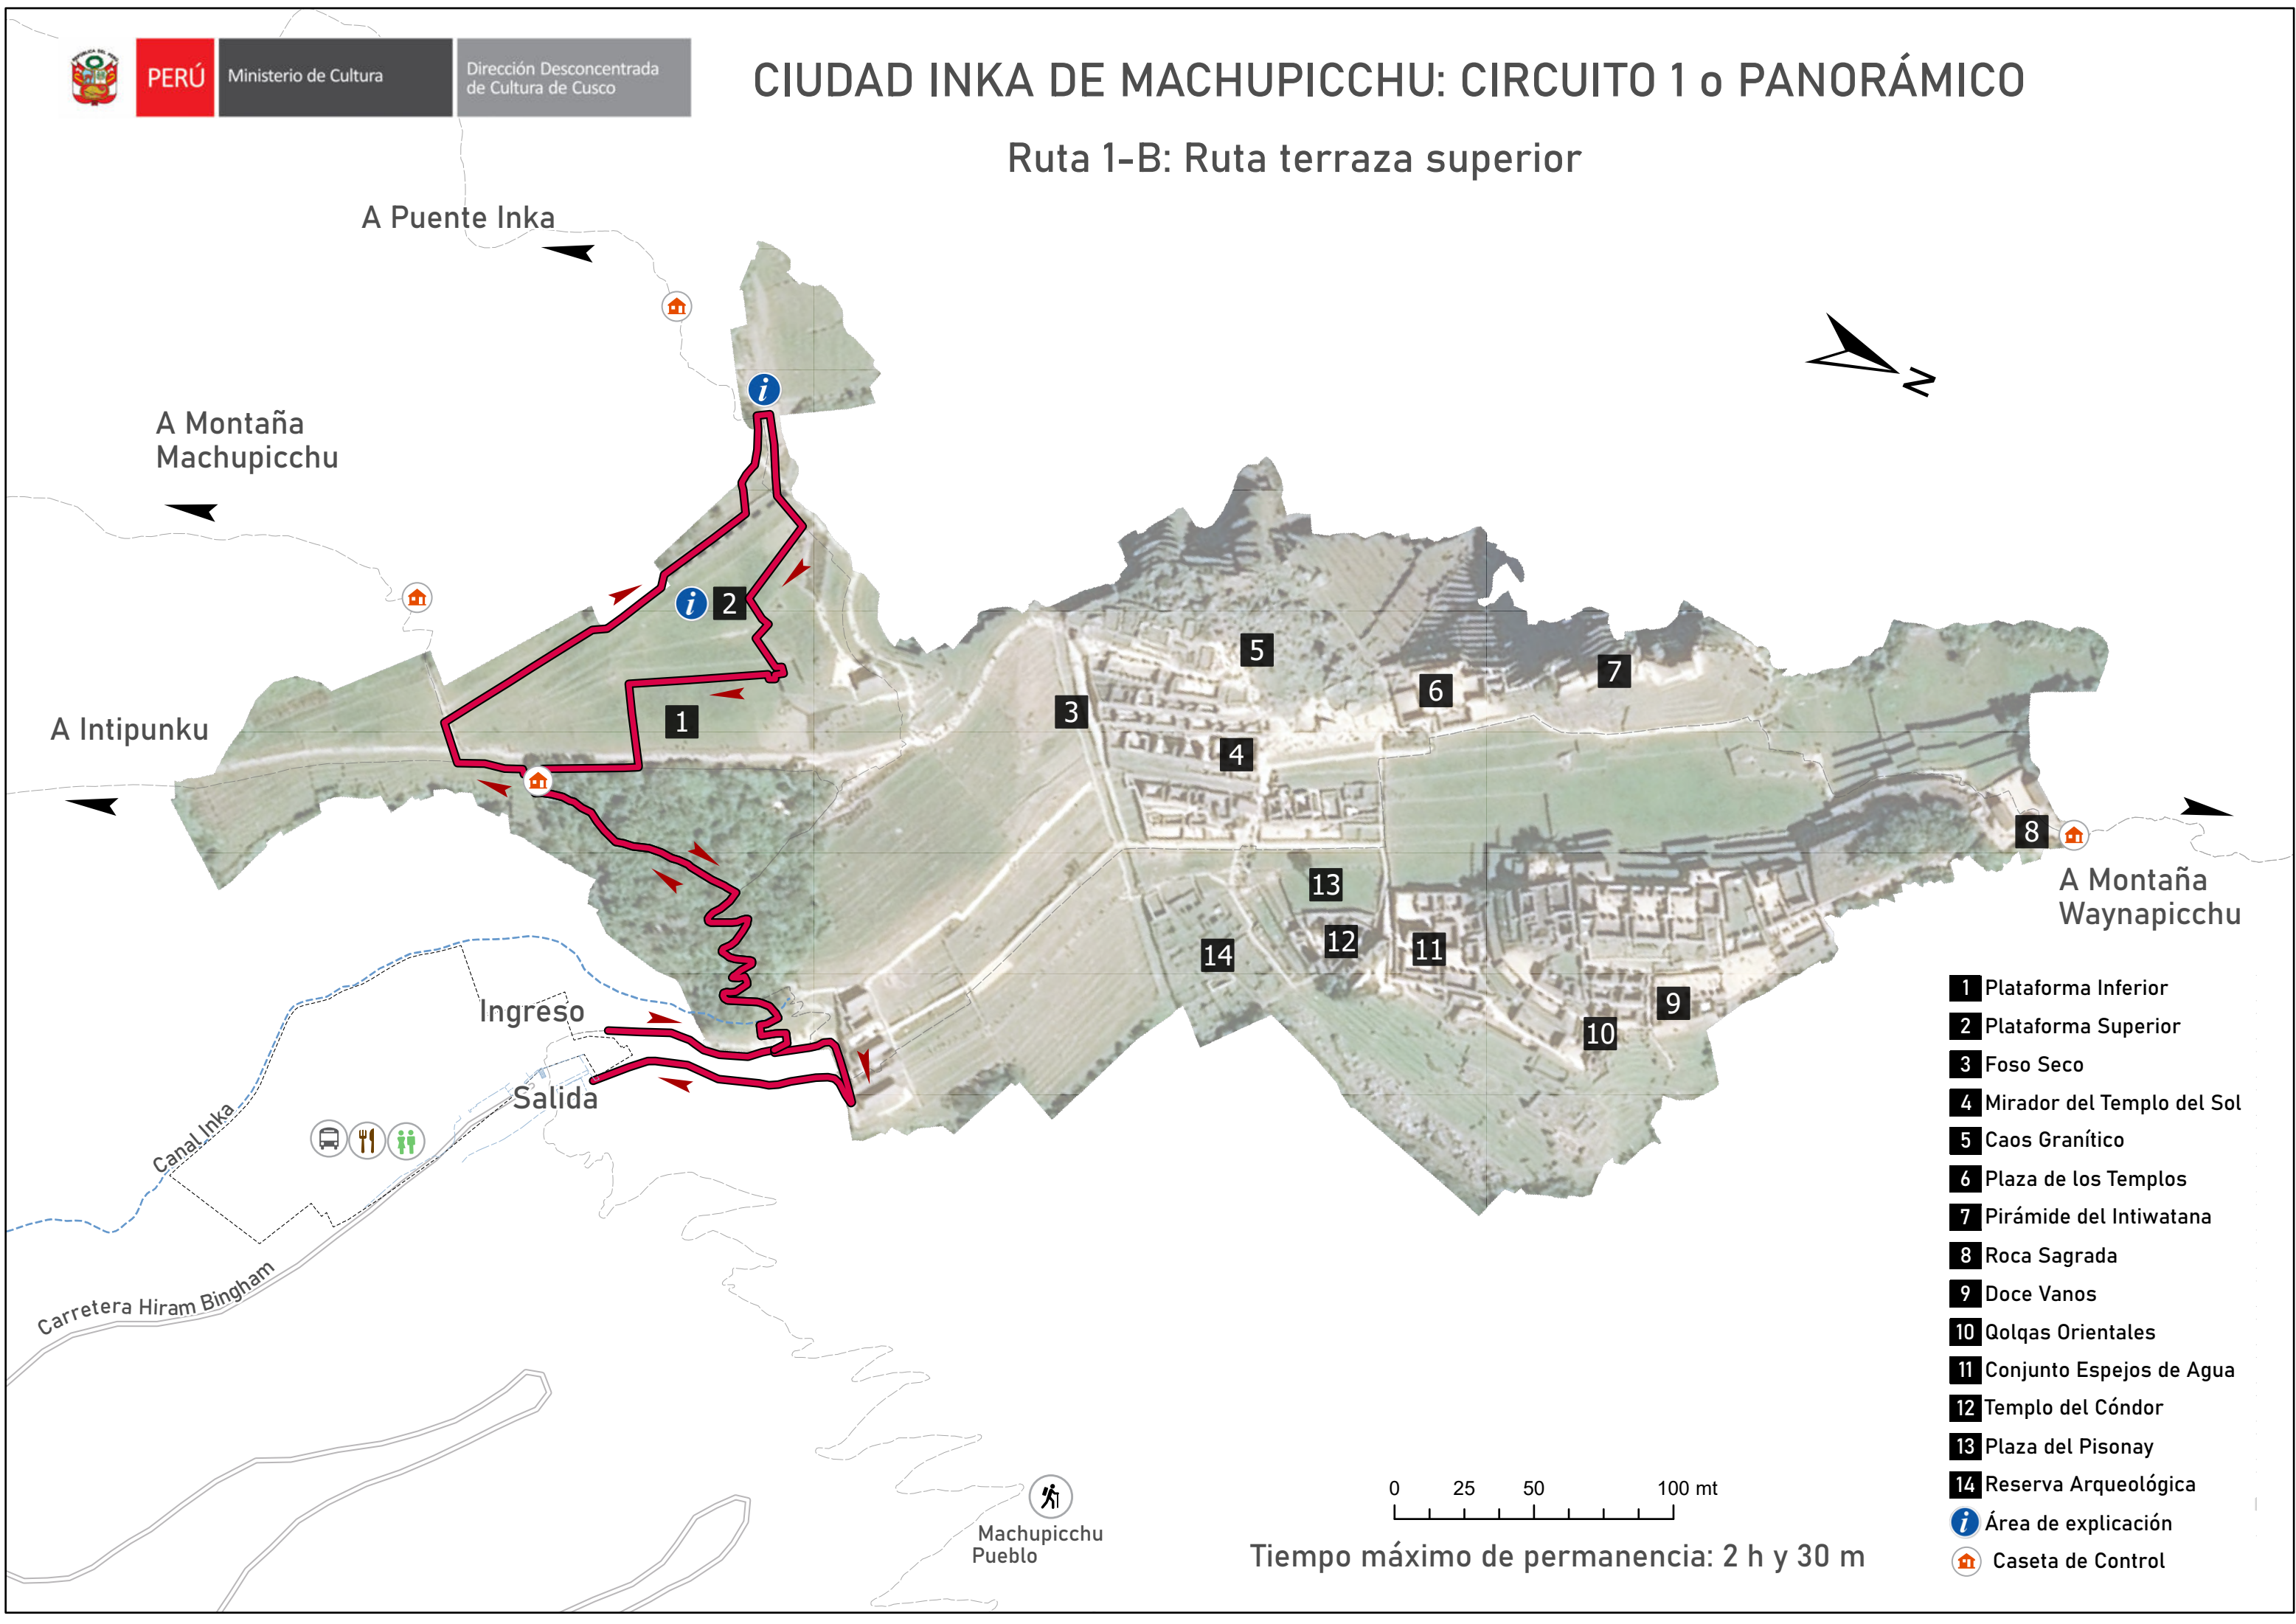 PERÚ
Ministerio de Cultura
Dirección Desconcentrada
de Cultura de Cusco
CIUDAD INKA DE MACHUPICCHU: CIRCUITO 1 o PANORÁMICO
Ruta 1-B: Ruta terraza superior
A Puente Inka
A Montaña
Machupicchu
A Intipunku
N
i
i
2
1
3
5
4
6
7
8
13
12
14
11
9
10
A Montaña
Waynapicchu
Ingreso
Salida
Canal Inka
Carretera Hiram Bingham
Machupicchu
Pueblo
0 25 50 100 mt
Tiempo máximo de permanencia: 2 h y 30 m
1 Plataforma Inferior
2 Plataforma Superior
3 Foso Seco
4 Mirador del Templo del Sol
5 Caos Granítico
6 Plaza de los Templos
7 Pirámide del Intiwatana
8 Roca Sagrada
9 Doce Vanos
10 Qolqas Orientales
11 Conjunto Espejos de Agua
12 Templo del Cóndor
13 Plaza del Pisonay
14 Reserva Arqueológica
i Área de explicación
Caseta de Control